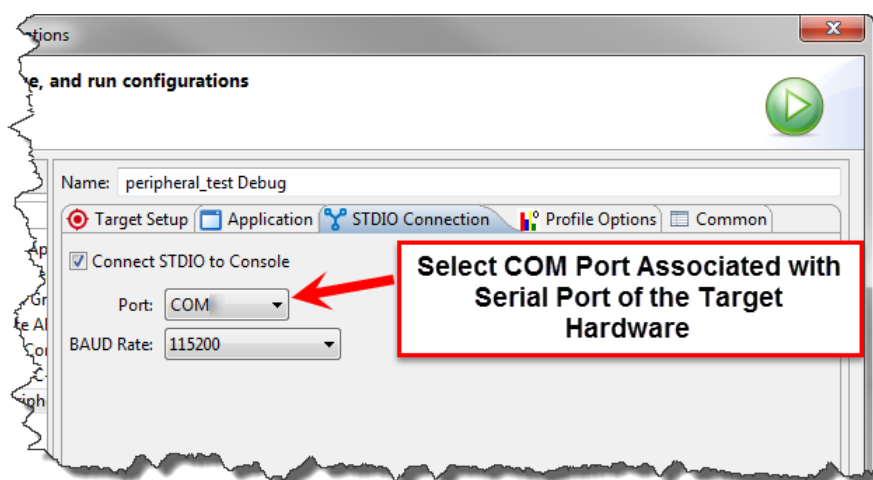 tions
e, and run configurations
Name: peripheral_test Debug
Target Setup Application STDIO Connection Profile Options Common
Connect STDIO to Console
Port: COM
BAUD Rate: 115200
Select COM Port Associated with
Serial Port of the Target
Hardware